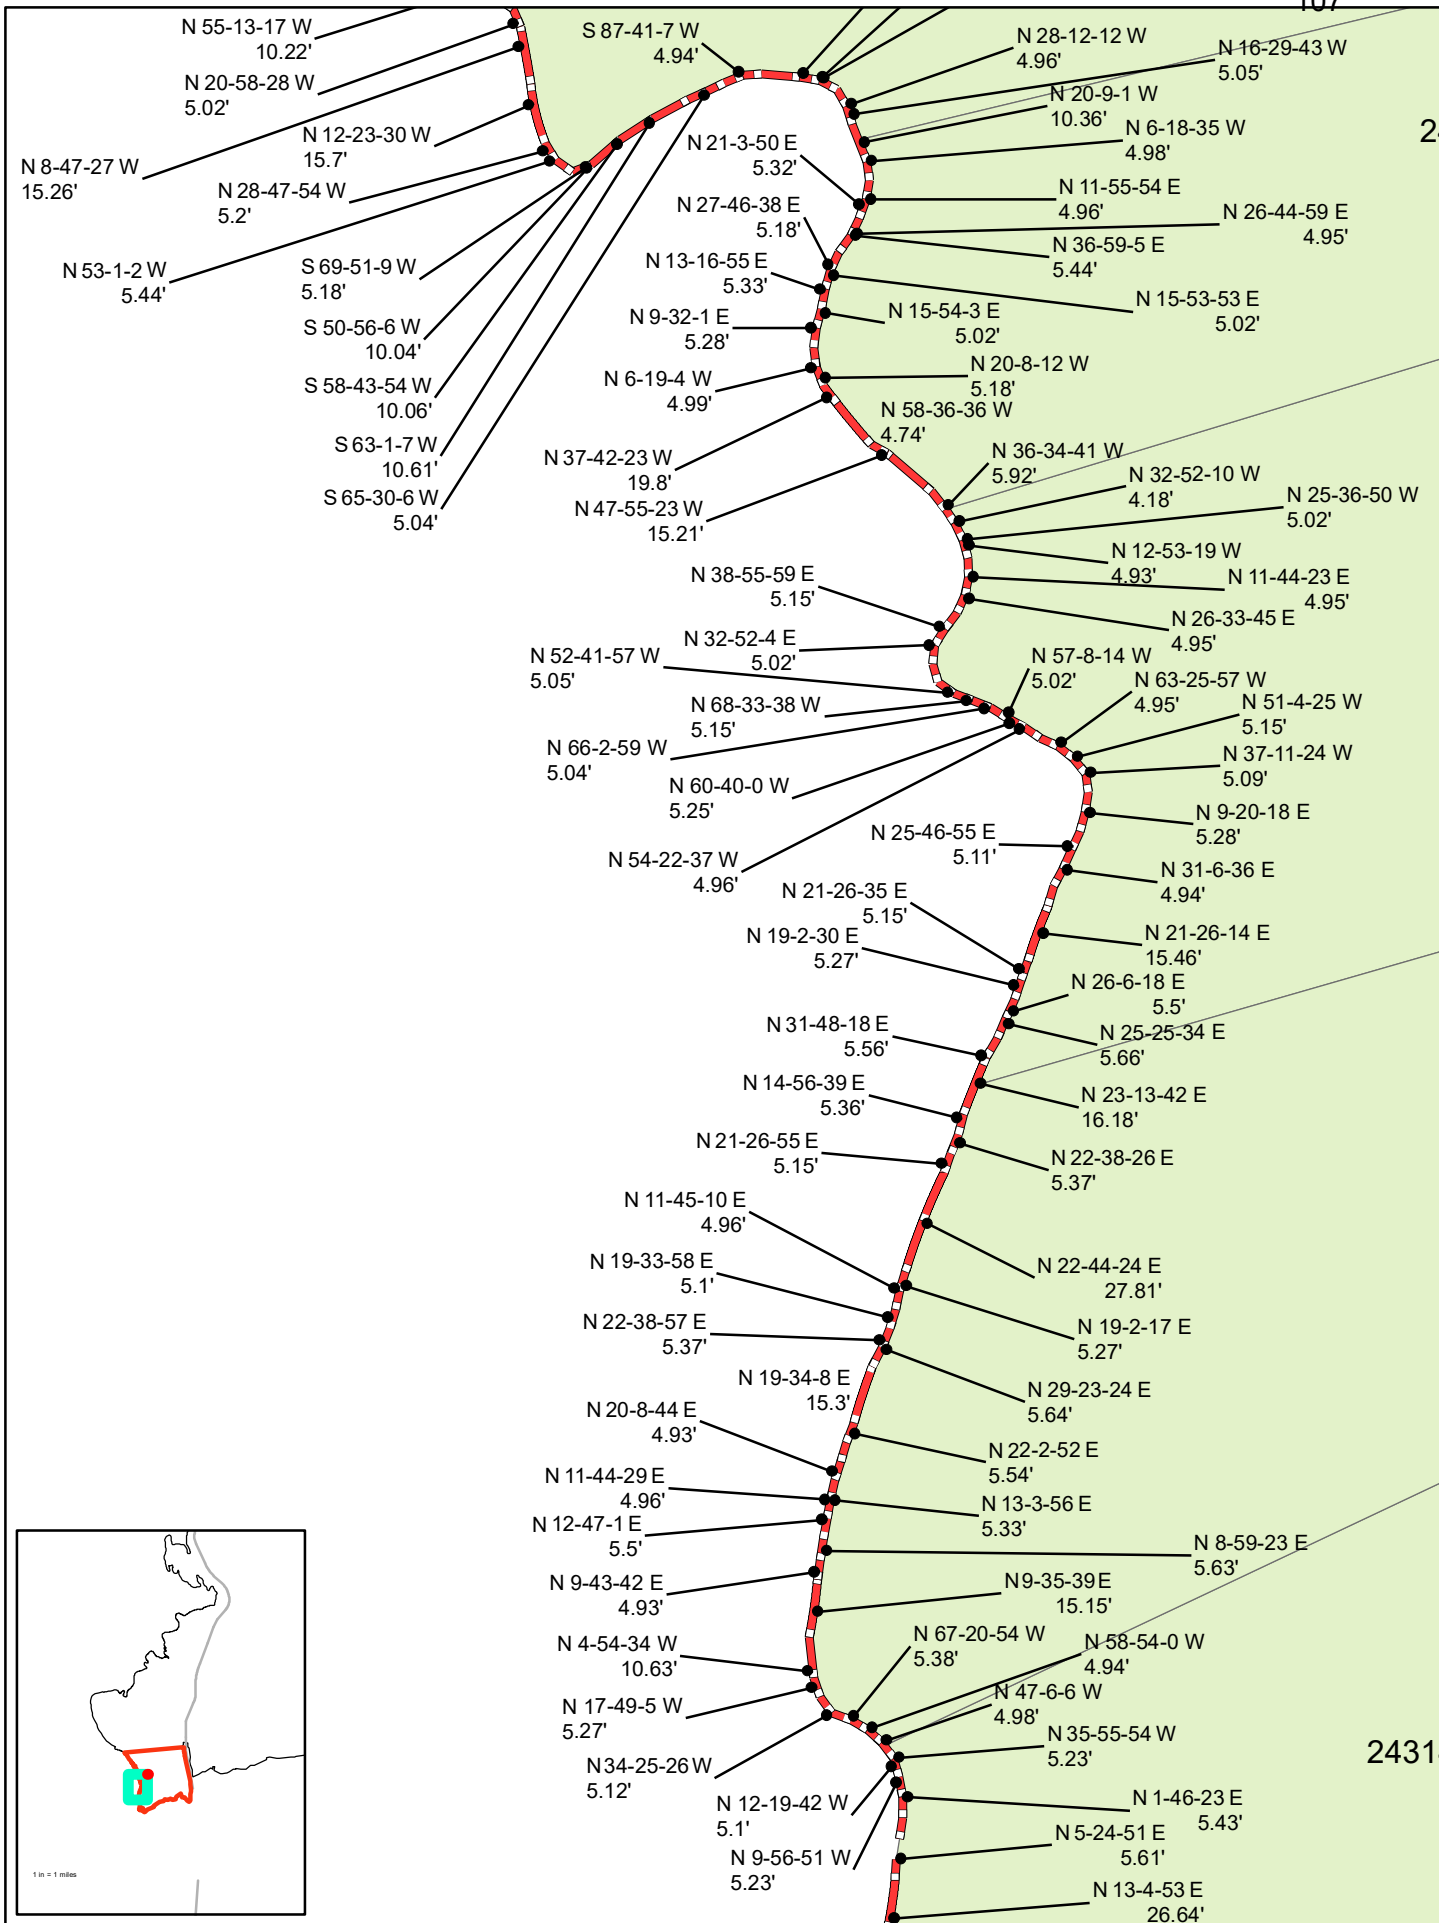 107
N 55-13-17 W
10.22'
S 87-41-7 W
4.94'
N 28-12-12 W
4.96'
N 16-29-43 W
5.05'
N 20-58-28 W
5.02'
N 20-9-1 W
10.36'
N 12-23-30 W
15.7'
N 6-18-35 W
4.98'
N 21-3-50 E
5.32'
N 8-47-27 W
15.26'
N 28-47-54 W
5.2'
N 11-55-54 E
4.96'
N 27-46-38 E
5.18'
N 26-44-59 E
4.95'
N 36-59-5 E
5.44'
N 53-1-2 W
5.44'
S 69-51-9 W
5.18'
N 13-16-55 E
5.33'
N 15-53-53 E
5.02'
N 15-54-3 E
5.02'
N 9-32-1 E
5.28'
S 50-56-6 W
10.04'
N 20-8-12 W
5.18'
N 6-19-4 W
4.99'
S 58-43-54 W
10.06'
N 58-36-36 W
4.74'
S 63-1-7 W
10.61'
N 36-34-41 W
5.92'
N 37-42-23 W
19.8'
N 32-52-10 W
4.18'
S 65-30-6 W
5.04'
N 25-36-50 W
5.02'
N 47-55-23 W
15.21'
N 12-53-19 W
4.93'
N 38-55-59 E
5.15'
N 11-44-23 E
4.95'
N 26-33-45 E
4.95'
N 32-52-4 E
5.02'
N 52-41-57 W
5.05'
N 57-8-14 W
5.02'
N 63-25-57 W
4.95'
N 68-33-38 W
5.15'
N 51-4-25 W
5.15'
N 66-2-59 W
5.04'
N 37-11-24 W
5.09'
N 60-40-0 W
5.25'
N 9-20-18 E
5.28'
N 25-46-55 E
5.11'
N 54-22-37 W
4.96'
N 31-6-36 E
4.94'
N 21-26-35 E
5.15'
N 21-26-14 E
15.46'
N 19-2-30 E
5.27'
N 26-6-18 E
5.5'
N 31-48-18 E
5.56'
N 25-25-34 E
5.66'
N 14-56-39 E
5.36'
N 23-13-42 E
16.18'
N 21-26-55 E
5.15'
N 22-38-26 E
5.37'
N 11-45-10 E
4.96'
N 19-33-58 E
5.1'
N 22-44-24 E
27.81'
N 22-38-57 E
5.37'
N 19-2-17 E
5.27'
N 19-34-8 E
15.3'
N 29-23-24 E
5.64'
N 20-8-44 E
4.93'
N 22-2-52 E
5.54'
N 11-44-29 E
4.96'
N 13-3-56 E
5.33'
N 12-47-1 E
5.5'
N 8-59-23 E
5.63'
N 9-43-42 E
4.93'
N 9-35-39 E
15.15'
N 4-54-34 W
10.63'
N 67-20-54 W
5.38'
N 58-54-0 W
4.94'
N 17-49-5 W
5.27'
N 47-6-6 W
4.98'
N 35-55-54 W
5.23'
N 34-25-26 W
5.12'
N 12-19-42 W
5.1'
N 1-46-23 E
5.43'
N 9-56-51 W
5.23'
N 5-24-51 E
5.61'
N 13-4-53 E
26.64'
2431
1 in = 1 miles